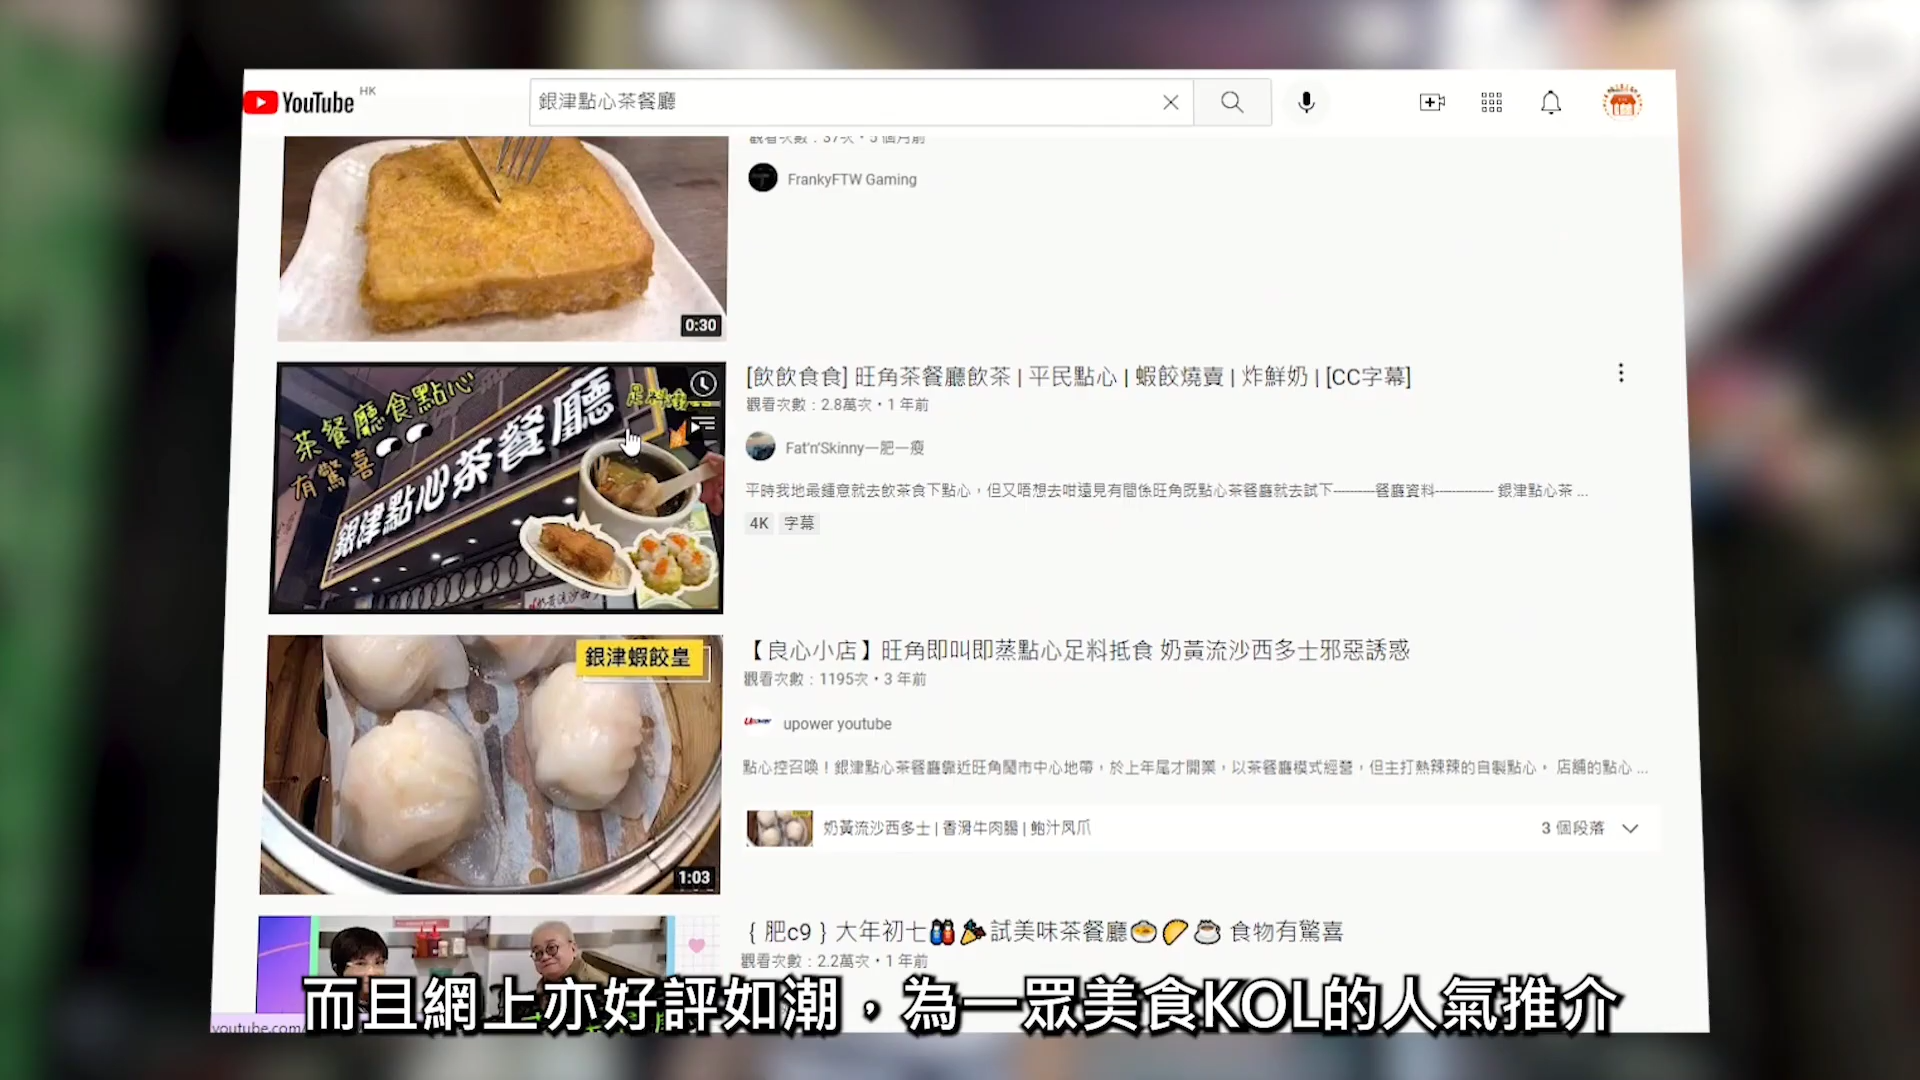 YouTube HK
銀津點心茶餐廳
觀看次數：37次・5 個月前
FrankyFTW Gaming
0:30
茶餐廳食點心
有驚喜
銀津點心茶餐廳
[飲飲食食] 旺角茶餐廳飲茶 | 平民點心 | 蝦餃燒賣 | 炸鮮奶 | [CC字幕]
觀看次數：2.8萬次・1 年前
Fat'n'Skinny一肥一瘦
平時我地最鍾意就去飲茶食下點心，但又唔想去咁遠見有間係旺角既點心茶餐廳就去試下---------餐廳資料------------- 銀津點心茶 ...
4K 字幕
銀津蝦餃皇
1:03
【良心小店】旺角即叫即蒸點心足料抵食 奶黃流沙西多士邪惡誘惑
觀看次數：1195次・3 年前
upower youtube
點心控召喚！銀津點心茶餐廳靠近旺角鬧市中心地帶，於上年尾才開業，以茶餐廳模式經營，但主打熱辣辣的自製點心。 店舖的點心 ...
奶黃流沙西多士 | 香滑牛肉腸 | 鮑汁凤爪
3 個段落
{ 肥c9 } 大年初七🎎🎉試美味茶餐廳🍲🥟☕ 食物有驚喜
觀看次數：2.2萬次・1 年前
youtube.com/
而且網上亦好評如潮，為一眾美食KOL的人氣推介